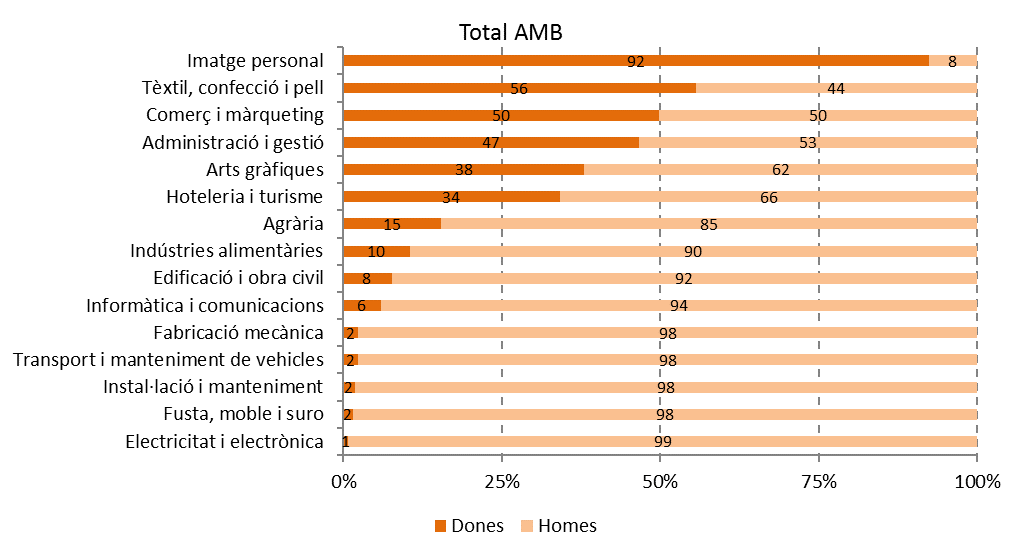 Total AMB
Imatge personal 92 8
Tèxtil, confecció i pell 56 44
Comerç i màrqueting 50 50
Administració i gestió 47 53
Arts gràfiques 38 62
Hoteleria i turisme 34 66
Agrària 15 85
Indústries alimentàries 10 90
Edificació i obra civil 8 92
Informàtica i comunicacions 6 94
Fabricació mecànica 2 98
Transport i manteniment de vehicles 2 98
Instal·lació i manteniment 2 98
Fusta, moble i suro 2 98
Electricitat i electrònica 1 99
0% 25% 50% 75% 100%
Dones Homes